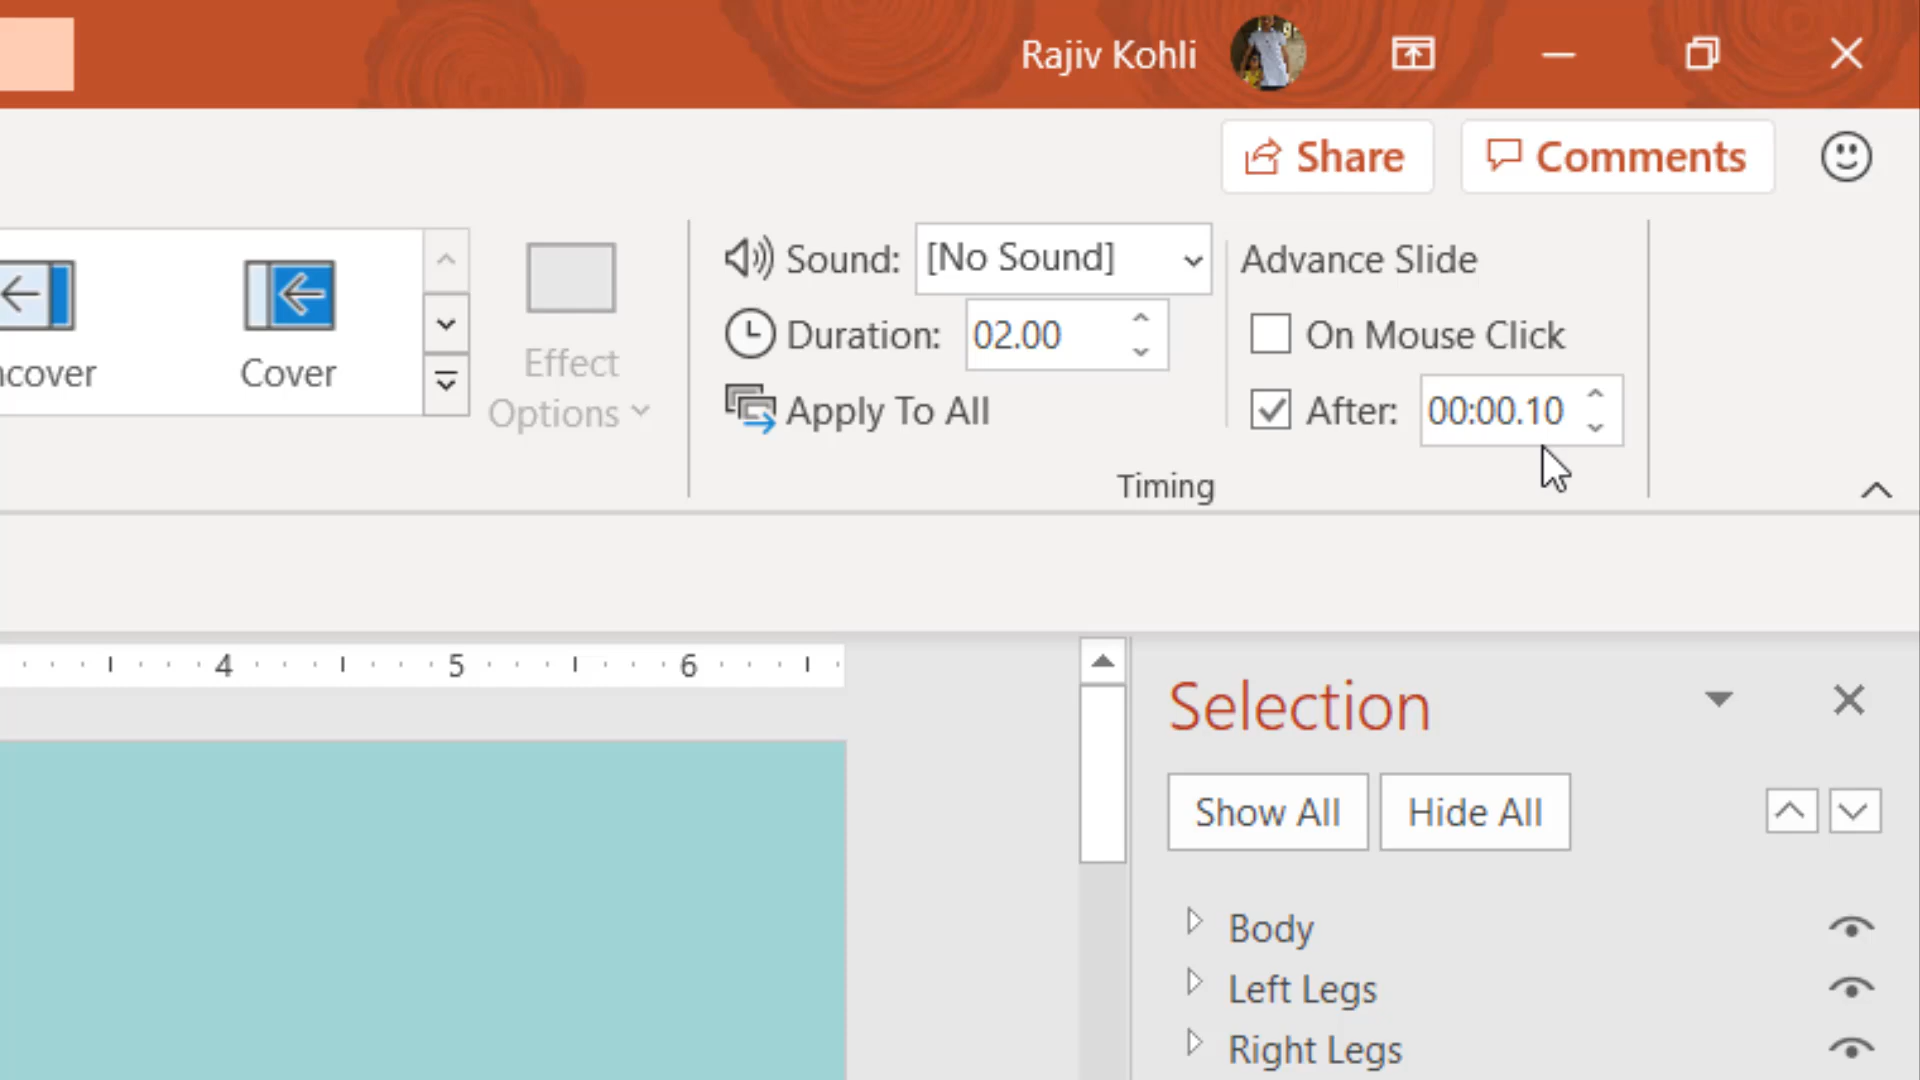 Rajiv Kohli
Share
Comments
Sound: [No Sound]
Advance Slide
Duration: 02.00
On Mouse Click
Apply To All
After: 00:00.10
Cover
Effect
Options
Timing
4 5 6
Selection
Show All
Hide All
Body
Left Legs
Right Legs